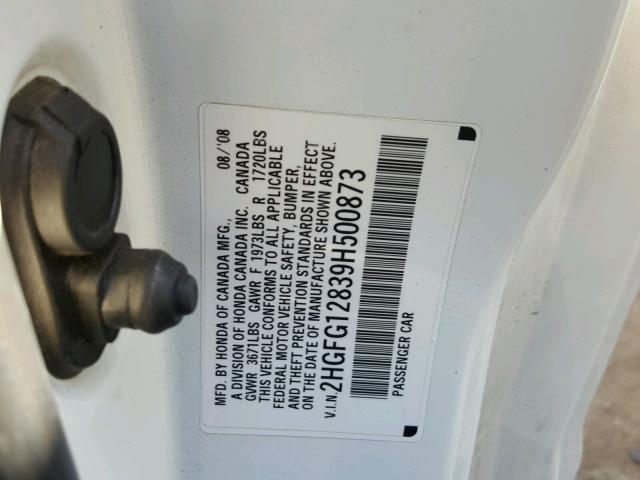 MFD. BY HONDA OF CANADA MFG., 08/'08
A DIVISION OF HONDA CANADA INC. CANADA
GVWR 3671LBS GAWR F 1973LBS R 1720LBS
THIS VEHICLE CONFORMS TO ALL APPLICABLE
FEDERAL MOTOR VEHICLE SAFETY, BUMPER,
AND THEFT PREVENTION STANDARDS IN EFFECT
ON THE DATE OF MANUFACTURE SHOWN ABOVE.
V.I.N. 2HGFG12839H500873
PASSENGER CAR